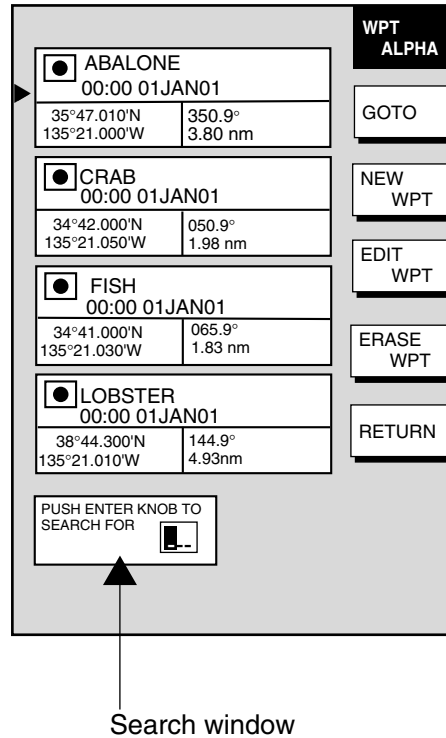 WPT
ALPHA
ABALONE
00:00 01JAN01
35°47.010'N 350.9°
135°21.000'W 3.80 nm
GOTO
CRAB
00:00 01JAN01
34°42.000'N 050.9°
135°21.050'W 1.98 nm
NEW
WPT
FISH
00:00 01JAN01
34°41.000'N 065.9°
135°21.030'W 1.83 nm
EDIT
WPT
LOBSTER
00:00 01JAN01
38°44.300'N 144.9°
135°21.010'W 4.93nm
ERASE
WPT
RETURN
PUSH ENTER KNOB TO
SEARCH FOR
Search window